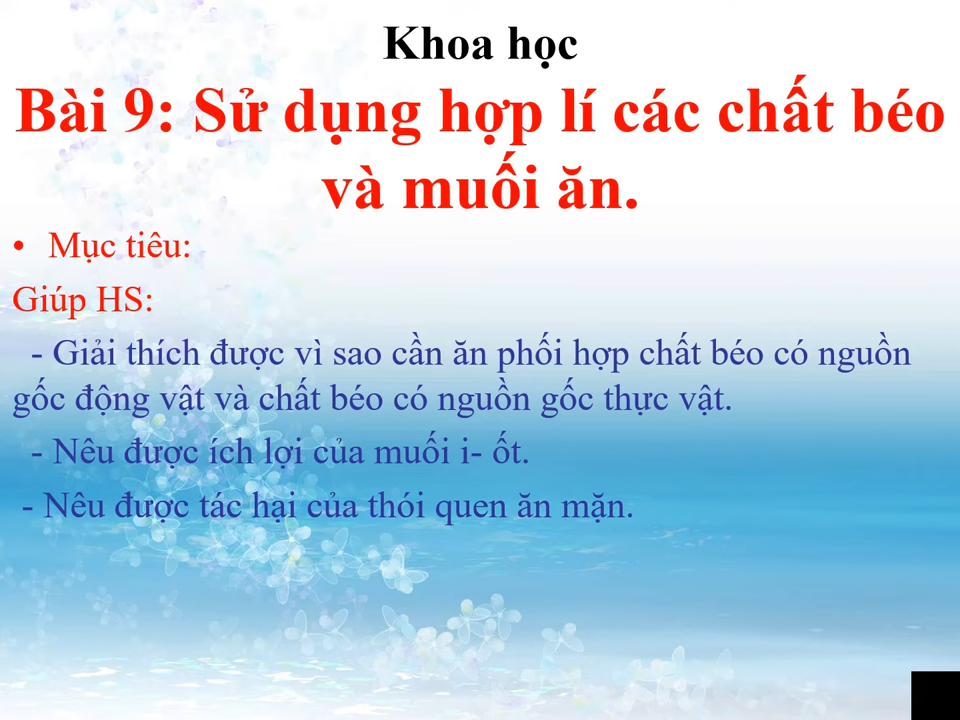 Khoa học
Bài 9: Sử dụng hợp lí các chất béo
và muối ăn.
• Mục tiêu:
Giúp HS:
- Giải thích được vì sao cần ăn phối hợp chất béo có nguồn
gốc động vật và chất béo có nguồn gốc thực vật.
- Nêu được ích lợi của muối i- ốt.
- Nêu được tác hại của thói quen ăn mặn.